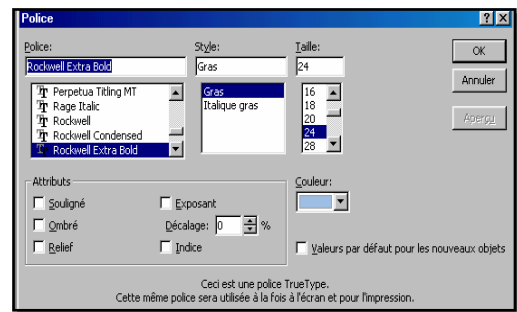 Police
Police: Style: Taille:
Rockwell Extra Bold Gras 24 OK
Perpetua Titling MT Gras 16 Annuler
Rage Italic Italique gras 18
Rockwell 20 Aperçu
Rockwell Condensed 24
Rockwell Extra Bold 28
Attributs Couleur:
Souligné Exposant
Ombré Décalage: 0 %
Relief Indice Valeurs par défaut pour les nouveaux objets
Ceci est une police TrueType.
Cette même police sera utilisée à la fois à l'écran et pour l'impression.